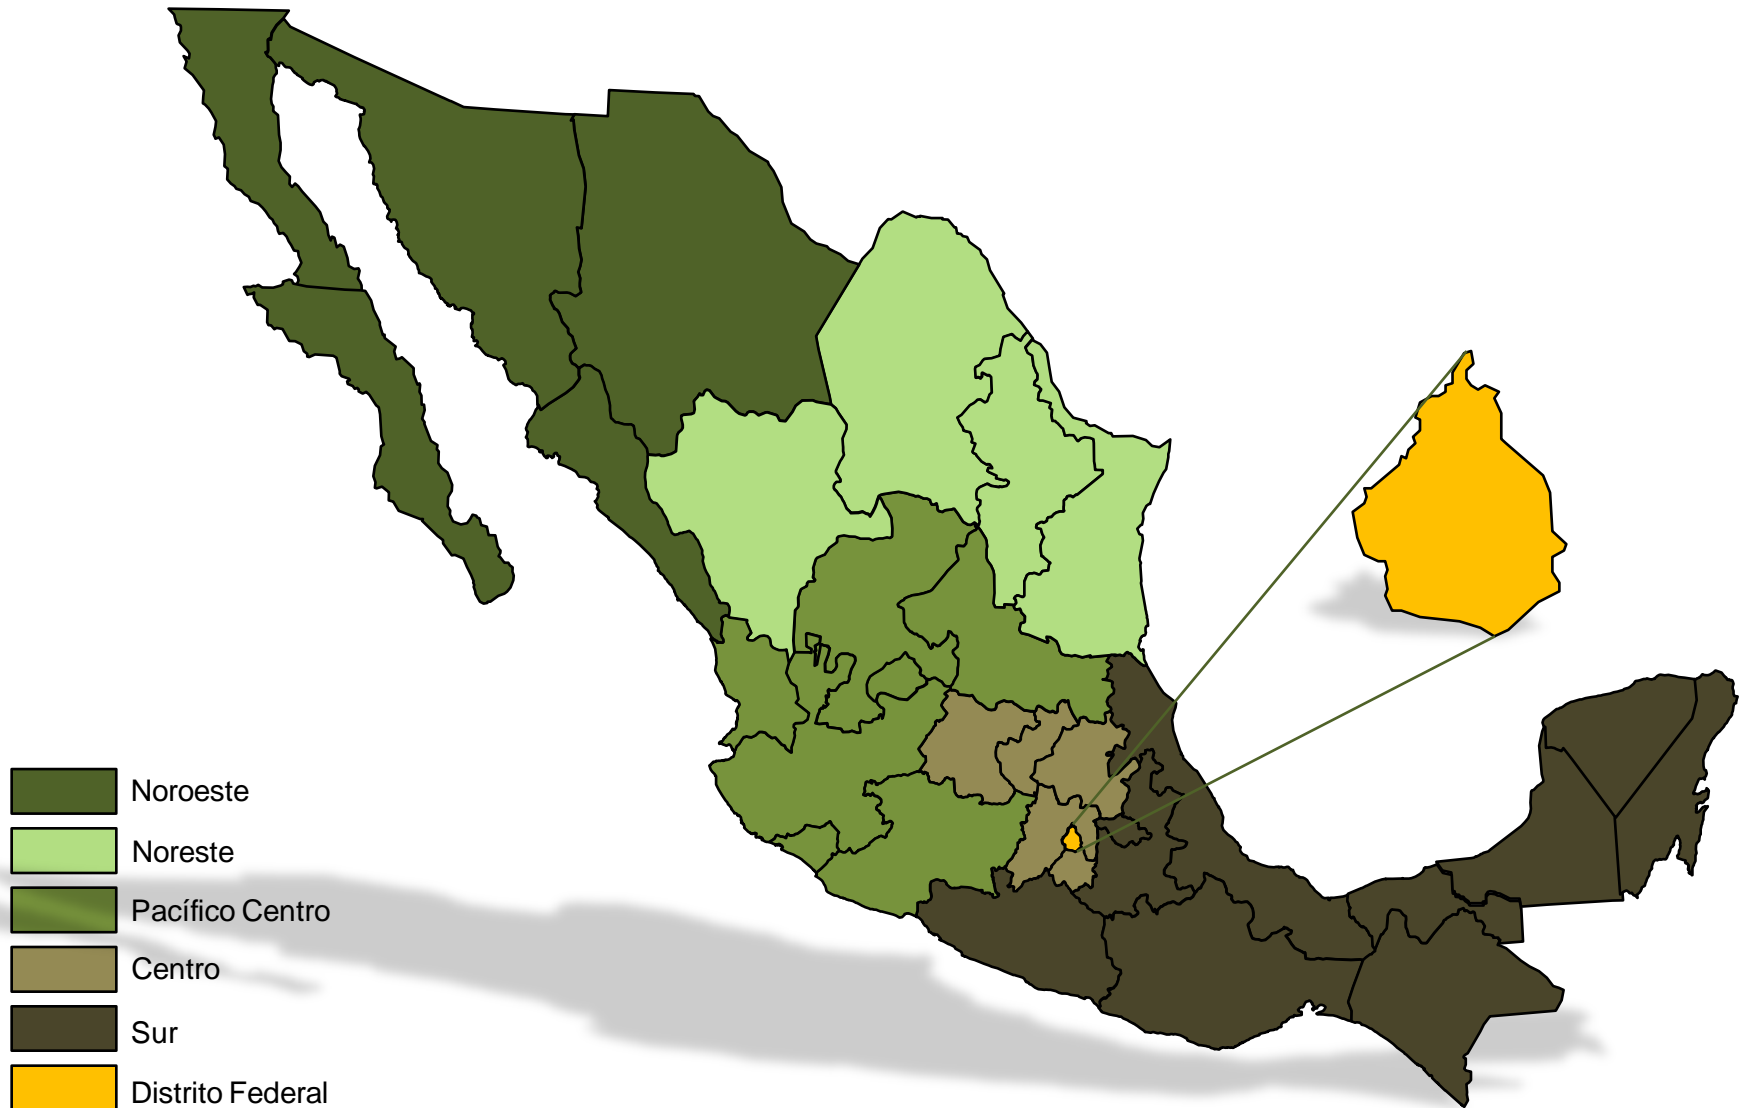 Noroeste
Noreste
Pacífico Centro
Centro
Sur
Distrito Federal